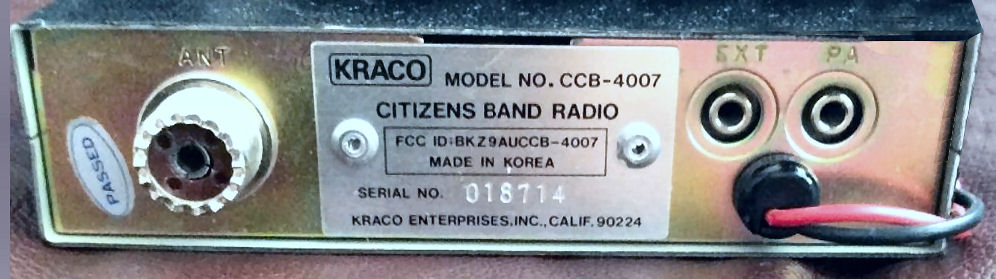 ANT
EXT
PA
PASSED
KRACO MODEL NO. CCB-4007
CITIZENS BAND RADIO
FCC ID:BKZ9AUCCB-4007
MADE IN KOREA
SERIAL NO. 018714
KRACO ENTERPRISES.INC., CALIF. 90224